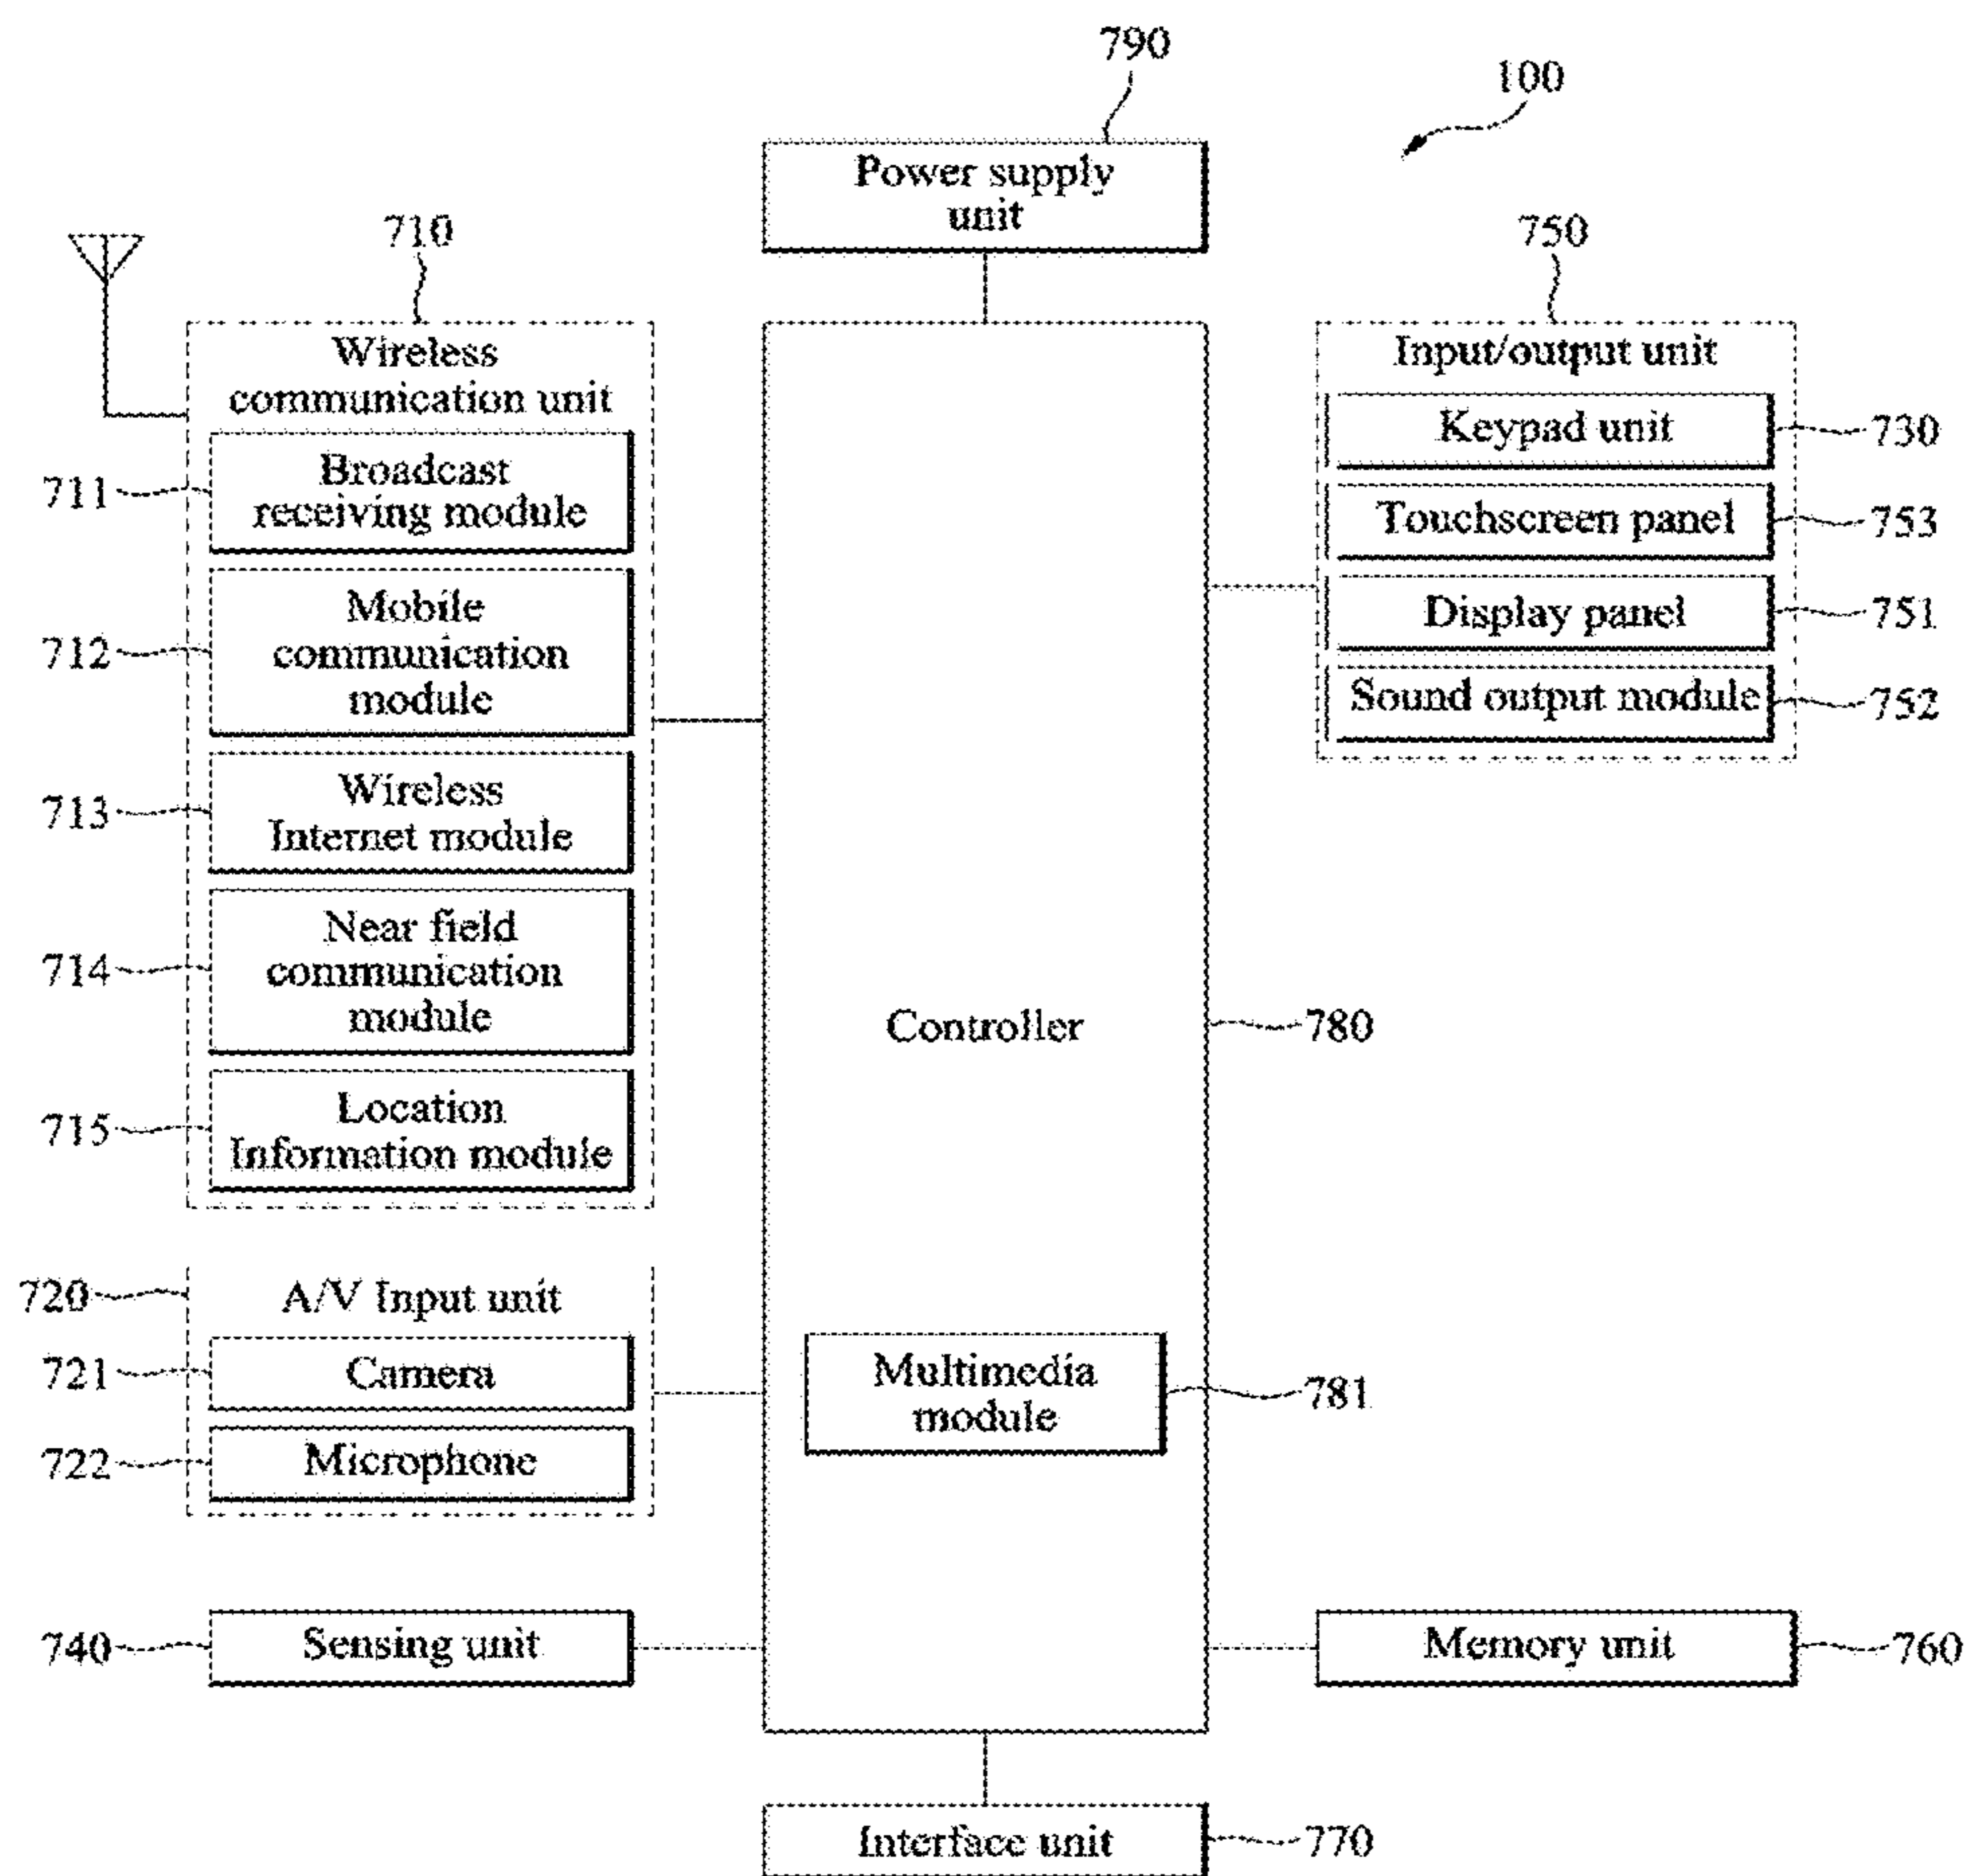 790
100
Power supply
unit
710
750
Wireless
communication unit
711
Broadcast
receiving module
712
Mobile
communication
module
713
Wireless
Internet module
714
Near field
communication
module
715
Location
Information module
720
A/V Input unit
721
Camera
722
Microphone
740
Sensing unit
Controller
780
Multimedia
module
781
Input/output unit
Keypad unit
730
Touchscreen panel
753
Display panel
751
Sound output module
752
Memory unit
760
Interface unit
770